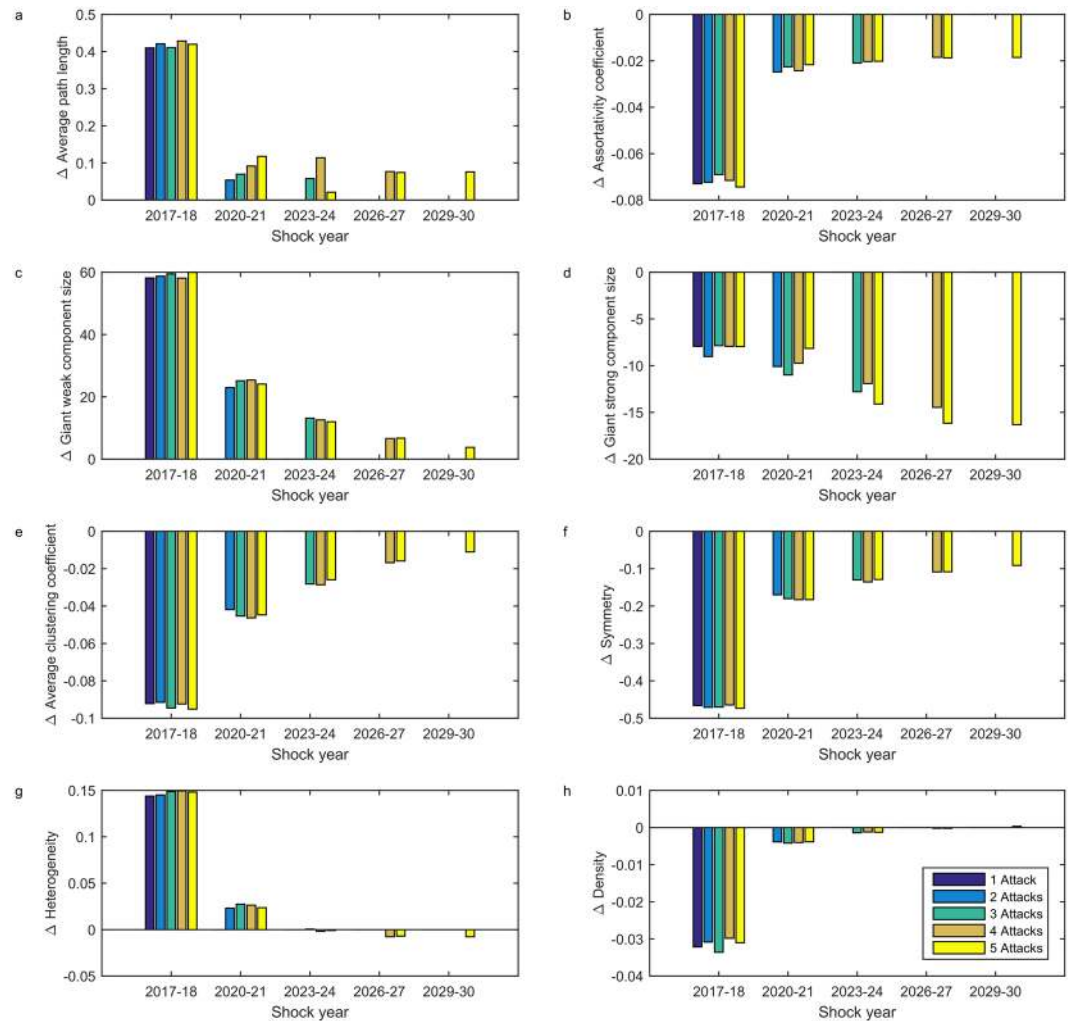 a
0.5
0.4
0.3
0.2
0.1
0
Δ Average path length
2017-18 2020-21 2023-24 2026-27 2029-30
Shock year
b
0
-0.02
-0.04
-0.06
-0.08
Δ Assortativity coefficient
2017-18 2020-21 2023-24 2026-27 2029-30
Shock year
c
60
40
20
0
Δ Giant weak component size
2017-18 2020-21 2023-24 2026-27 2029-30
Shock year
d
0
-5
-10
-15
-20
Δ Giant strong component size
2017-18 2020-21 2023-24 2026-27 2029-30
Shock year
e
0
-0.02
-0.04
-0.06
-0.08
-0.1
Δ Average clustering coefficient
2017-18 2020-21 2023-24 2026-27 2029-30
Shock year
f
0
-0.1
-0.2
-0.3
-0.4
-0.5
Δ Symmetry
2017-18 2020-21 2023-24 2026-27 2029-30
Shock year
g
0.15
0.1
0.05
0
-0.05
Δ Heterogeneity
2017-18 2020-21 2023-24 2026-27 2029-30
Shock year
h
0.01
0
-0.01
-0.02
-0.03
-0.04
Δ Density
1 Attack
2 Attacks
3 Attacks
4 Attacks
5 Attacks
2017-18 2020-21 2023-24 2026-27 2029-30
Shock year